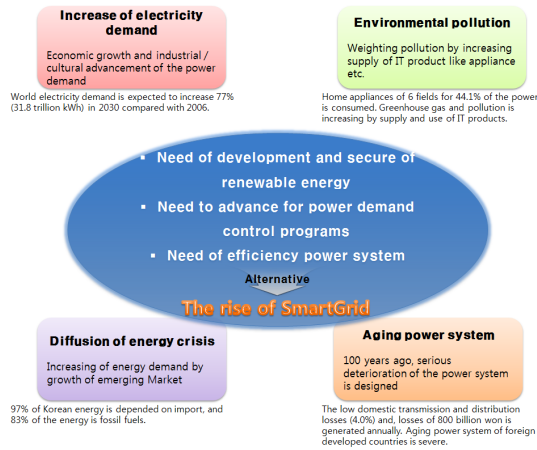 Increase of electricity
demand
Economic growth and industrial /
cultural advancement of the power
demand
World electricity demand is expected to increase 77%
(31.8 trillion kWh) in 2030 compared with 2006.
Environmental pollution
Weighting pollution by increasing
supply of IT product like appliance
etc.
Home appliances of 6 fields for 44.1% of the power
is consumed. Greenhouse gas and pollution is
increasing by supply and use of IT products.
▪ Need of development and secure of
renewable energy
▪ Need to advance for power demand
control programs
▪ Need of efficiency power system
Alternative
The rise of SmartGrid
Diffusion of energy crisis
Increasing of energy demand by
growth of emerging Market
97% of Korean energy is depended on import, and
83% of the energy is fossil fuels.
Aging power system
100 years ago, serious
deterioration of the power system
is designed
The low domestic transmission and distribution
losses (4.0%) and, losses of 800 billion won is
generated annually. Aging power system of foreign
developed countries is severe.